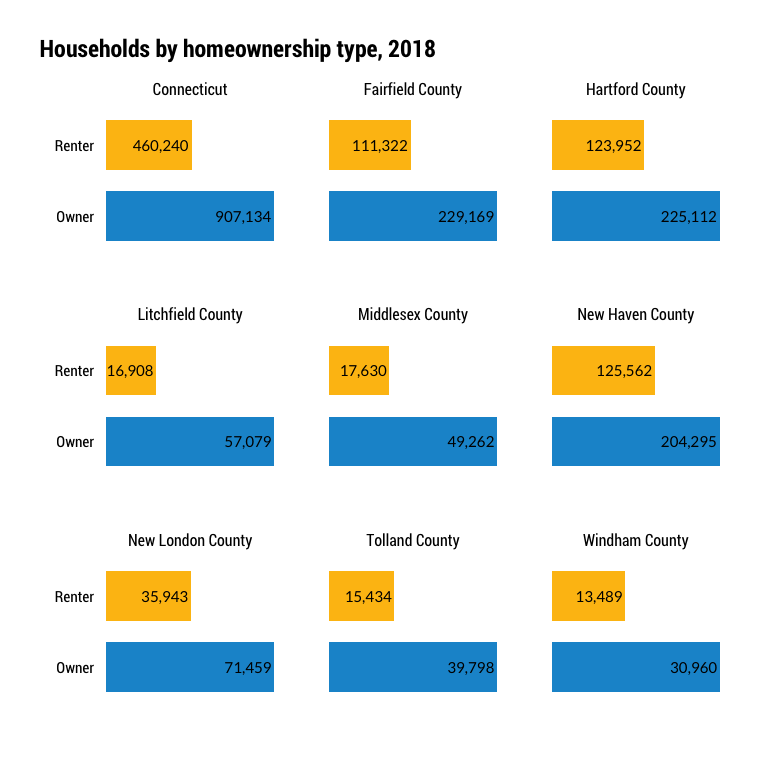 Households by homeownership type, 2018
Connecticut Fairfield County Hartford County
Renter 460,240 111,322 123,952
Owner 907,134 229,169 225,112
Litchfield County Middlesex County New Haven County
Renter 16,908 17,630 125,562
Owner 57,079 49,262 204,295
New London County Tolland County Windham County
Renter 35,943 15,434 13,489
Owner 71,459 39,798 30,960